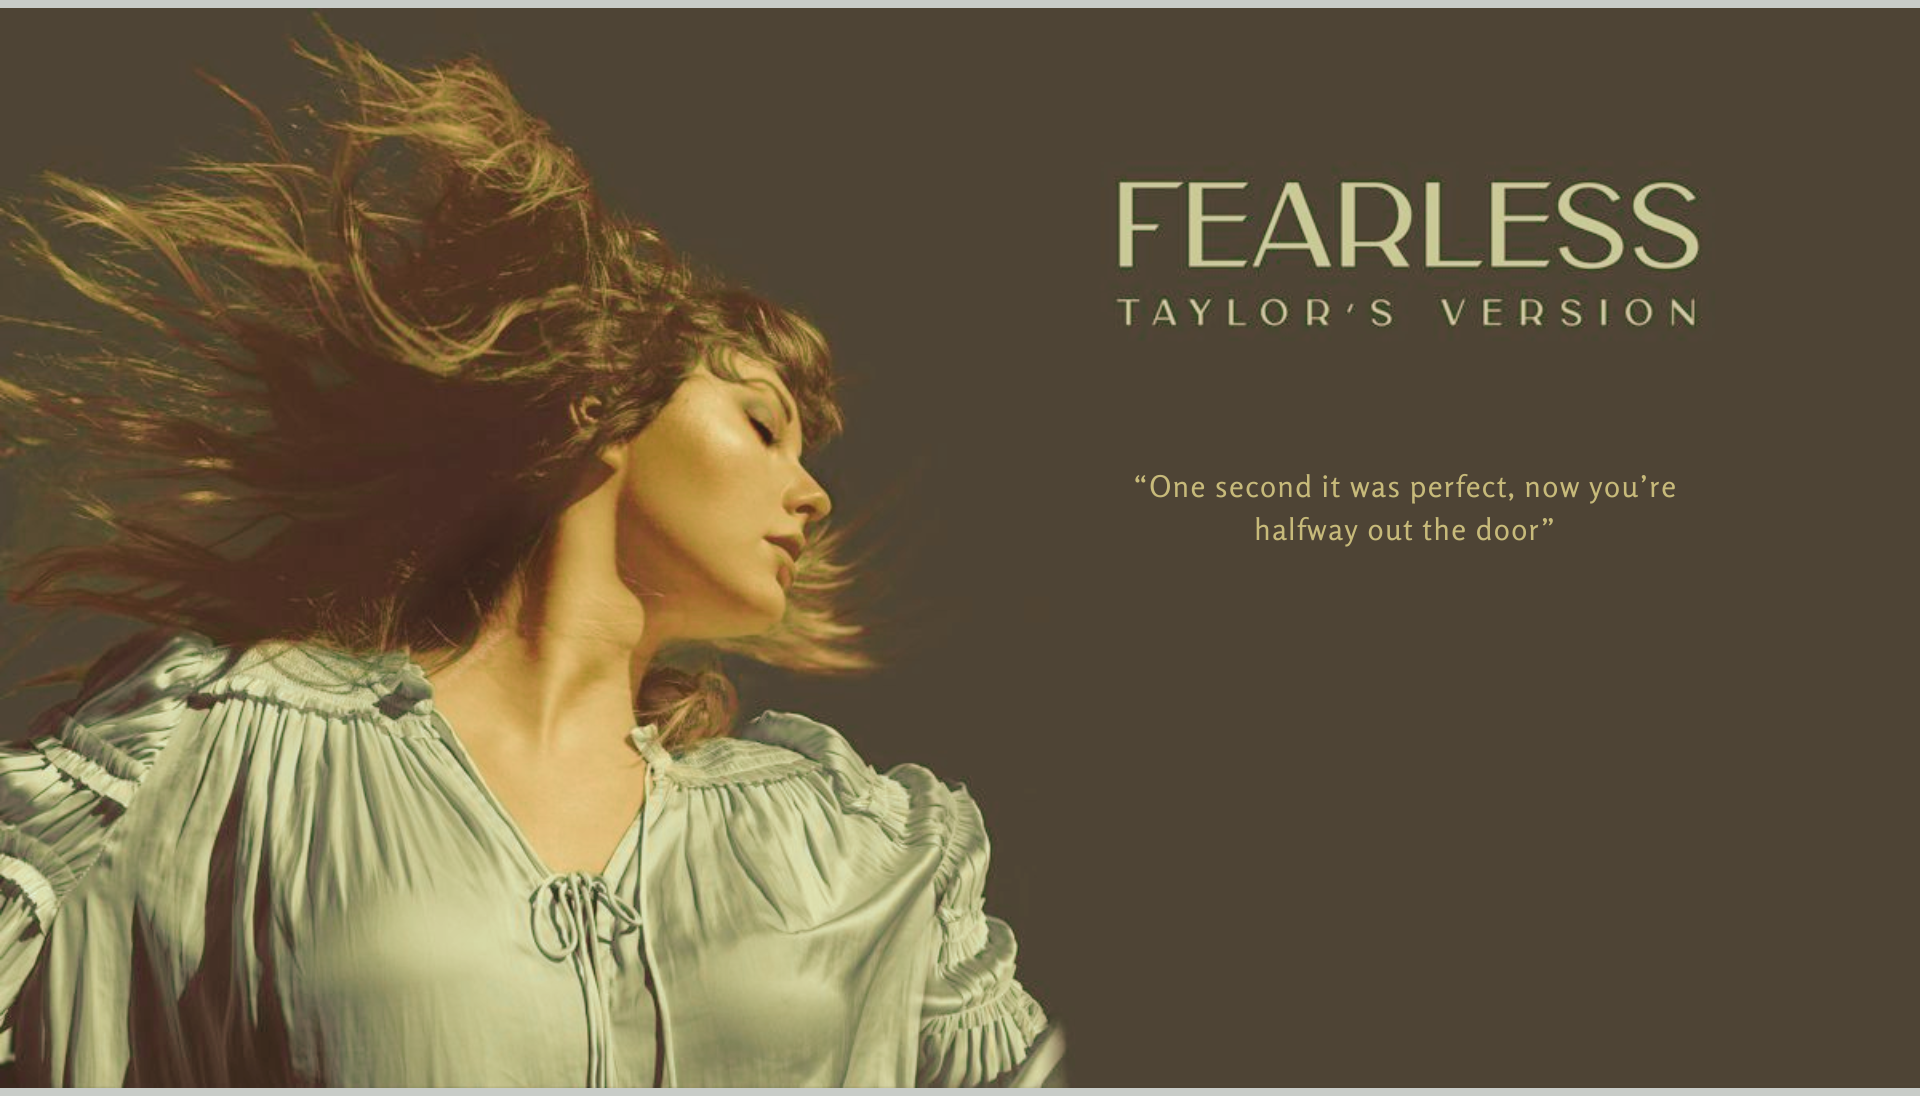 FEARLESS
TAYLOR'S VERSION
“One second it was perfect, now you’re
halfway out the door”